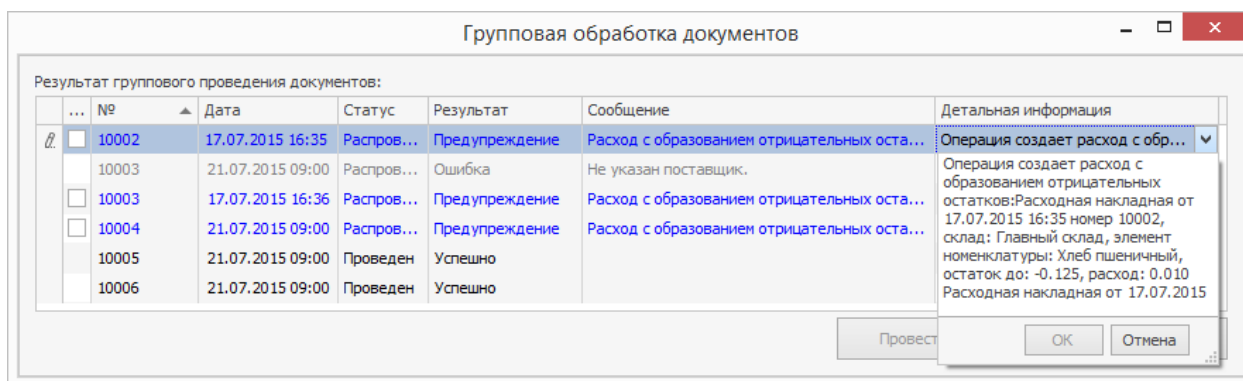 Групповая обработка документов
Результат группового проведения документов:
... № Дата Статус Результат Сообщение Детальная информация
10002 17.07.2015 16:35 Распров... Предупреждение Расход с образованием отрицательных оста... Операция создает расход с обр...
10003 21.07.2015 09:00 Распров... Ошибка Не указан поставщик.
10003 17.07.2015 16:36 Распров... Предупреждение Расход с образованием отрицательных оста...
10004 21.07.2015 09:00 Распров... Предупреждение Расход с образованием отрицательных оста...
10005 21.07.2015 09:00 Проведен Успешно
10006 21.07.2015 09:00 Проведен Успешно
Операция создает расход с
образованием отрицательных
остатков:Расходная накладная от
17.07.2015 16:35 номер 10002,
склад: Главный склад, элемент
номенклатуры: Хлеб пшеничный,
остаток до: -0.125, расход: 0.010
Расходная накладная от 17.07.2015
Провест
ОК Отмена